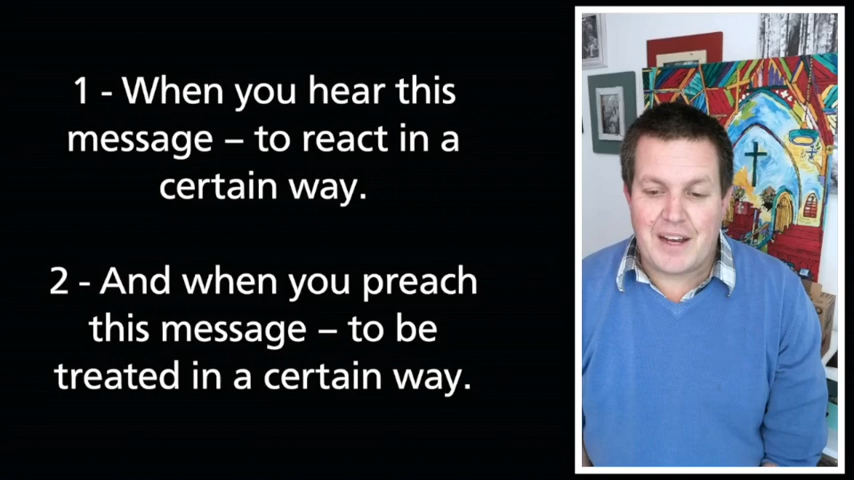 1 - When you hear this
message – to react in a
certain way.
2 - And when you preach
this message – to be
treated in a certain way.